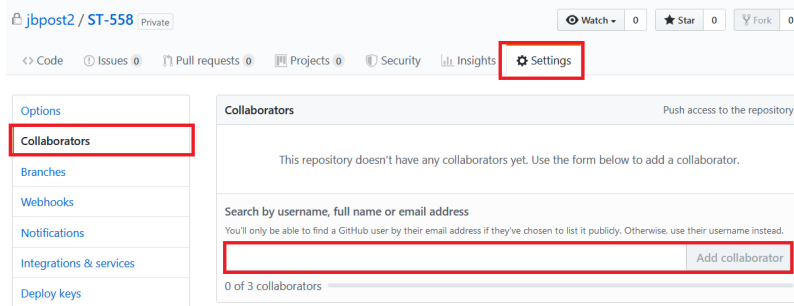 jbpost2 / ST-558 Private
Watch 0 Star 0 Fork 0
Code Issues 0 Pull requests 0 Projects 0 Security Insights Settings
Options
Collaborators
Branches
Webhooks
Notifications
Integrations & services
Deploy keys
Collaborators Push access to the repository
This repository doesn't have any collaborators yet. Use the form below to add a collaborator.
Search by username, full name or email address
You'll only be able to find a GitHub user by their email address if they've chosen to list it publicly. Otherwise, use their username instead.
Add collaborator
0 of 3 collaborators